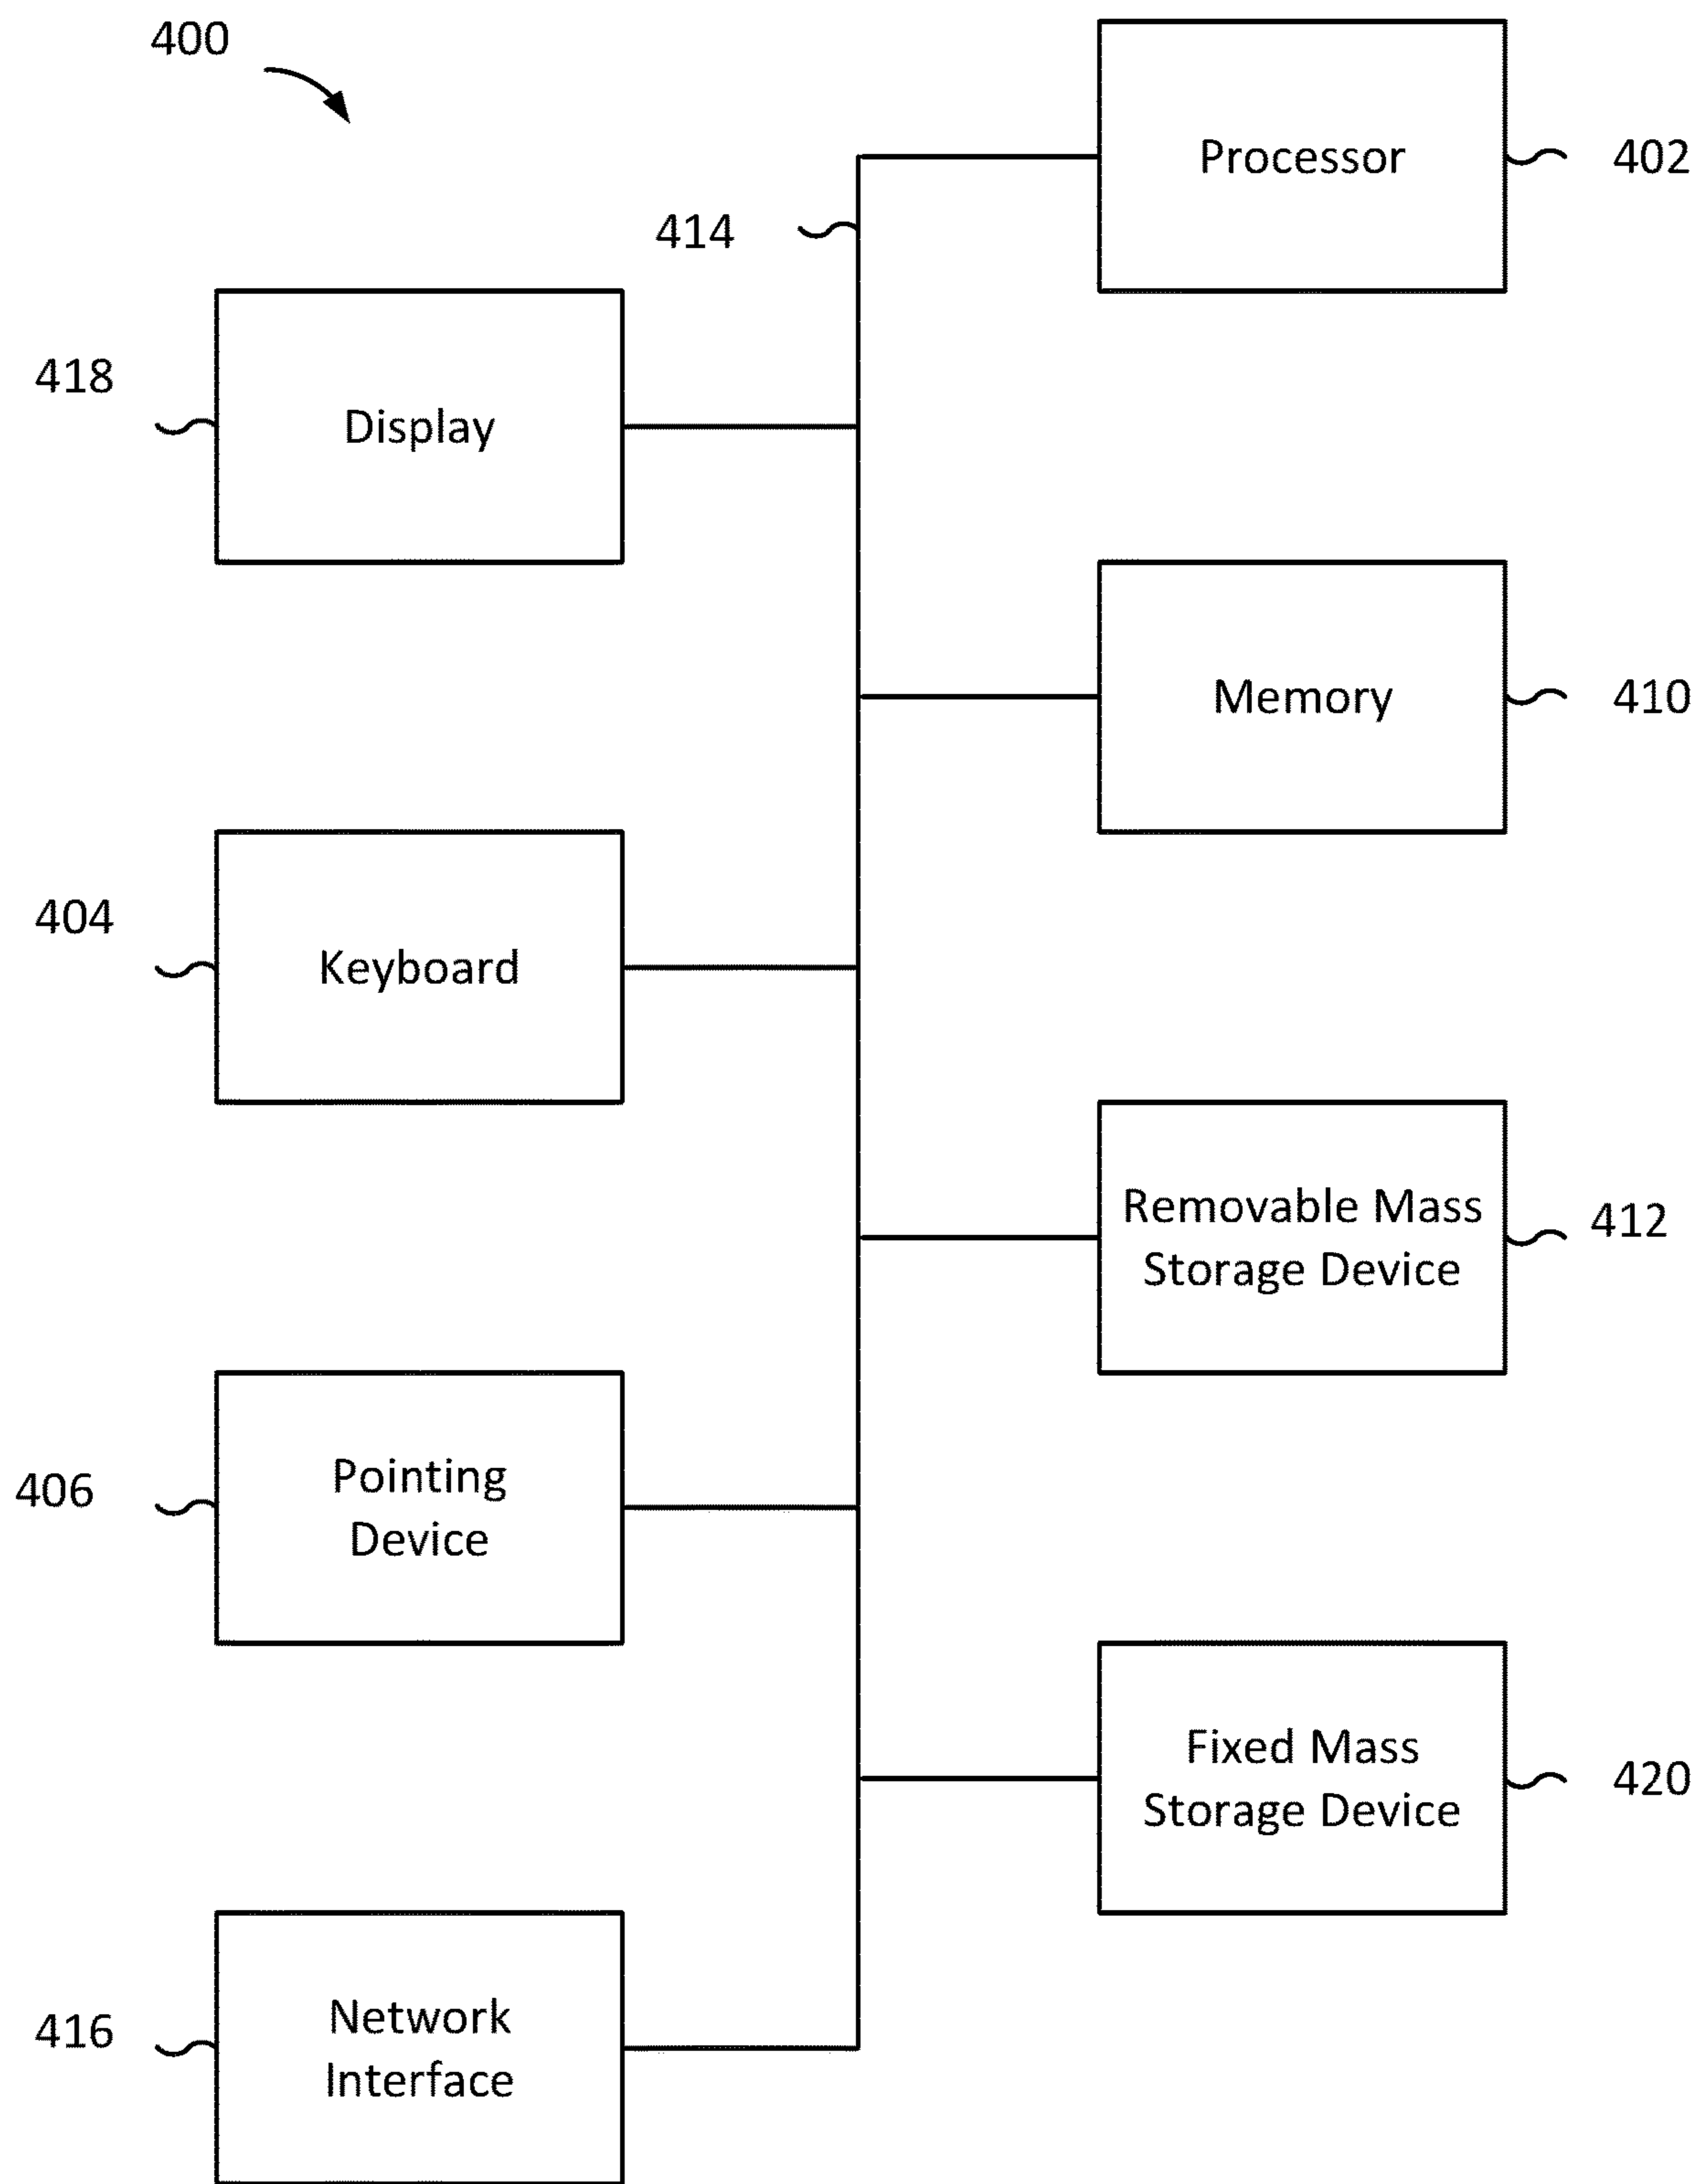 400
Processor
402
414
418
Display
Memory
410
404
Keyboard
Removable Mass
Storage Device
412
406
Pointing
Device
Fixed Mass
Storage Device
420
416
Network
Interface